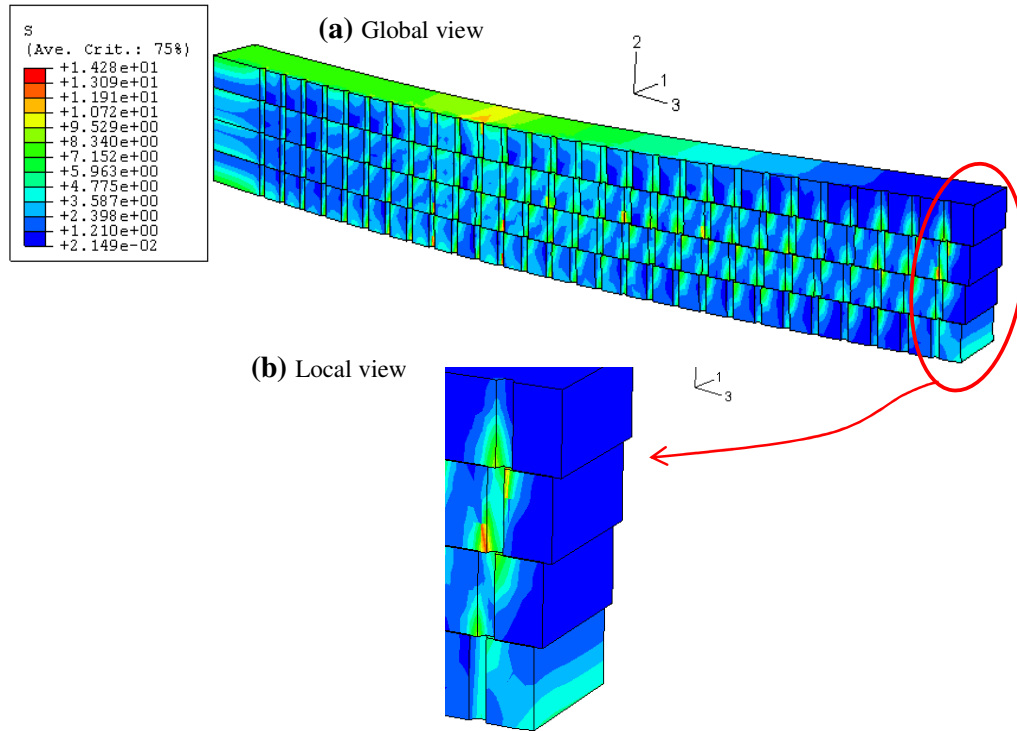 (a) Global view
S
(Ave. Crit.: 75%)
+1.428e+01
+1.309e+01
+1.191e+01
+1.072e+01
+9.529e+00
+8.340e+00
+7.152e+00
+5.963e+00
+4.775e+00
+3.587e+00
+2.398e+00
+1.210e+00
+2.149e-02
2
1
3
(b) Local view
1
3